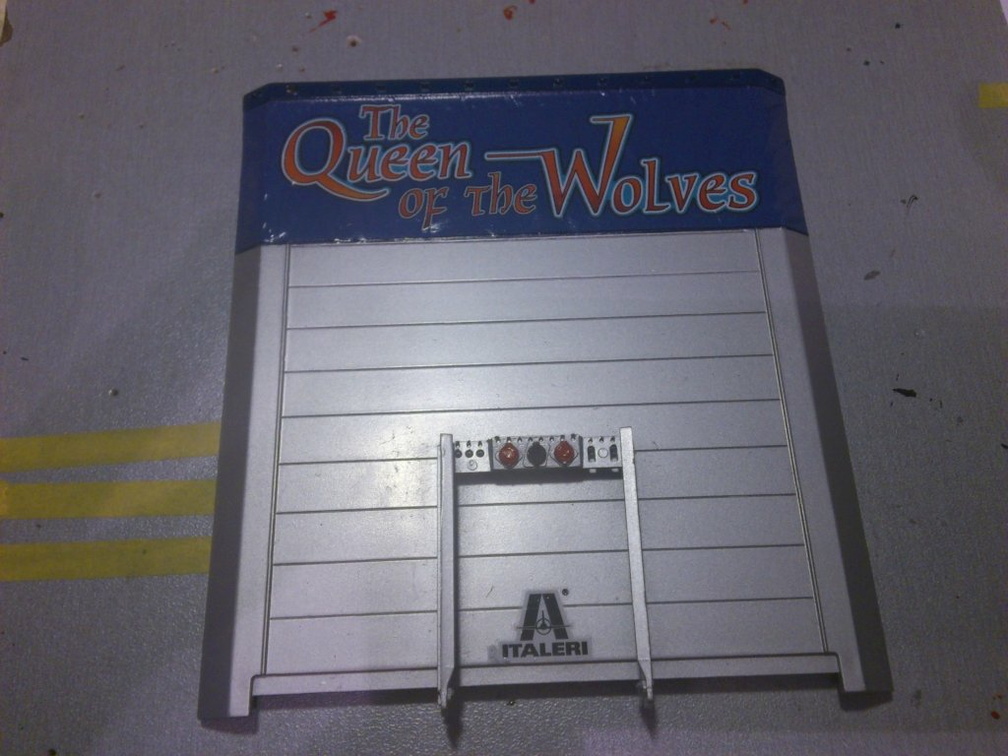 The
Queen
of the Wolves
ITALERI